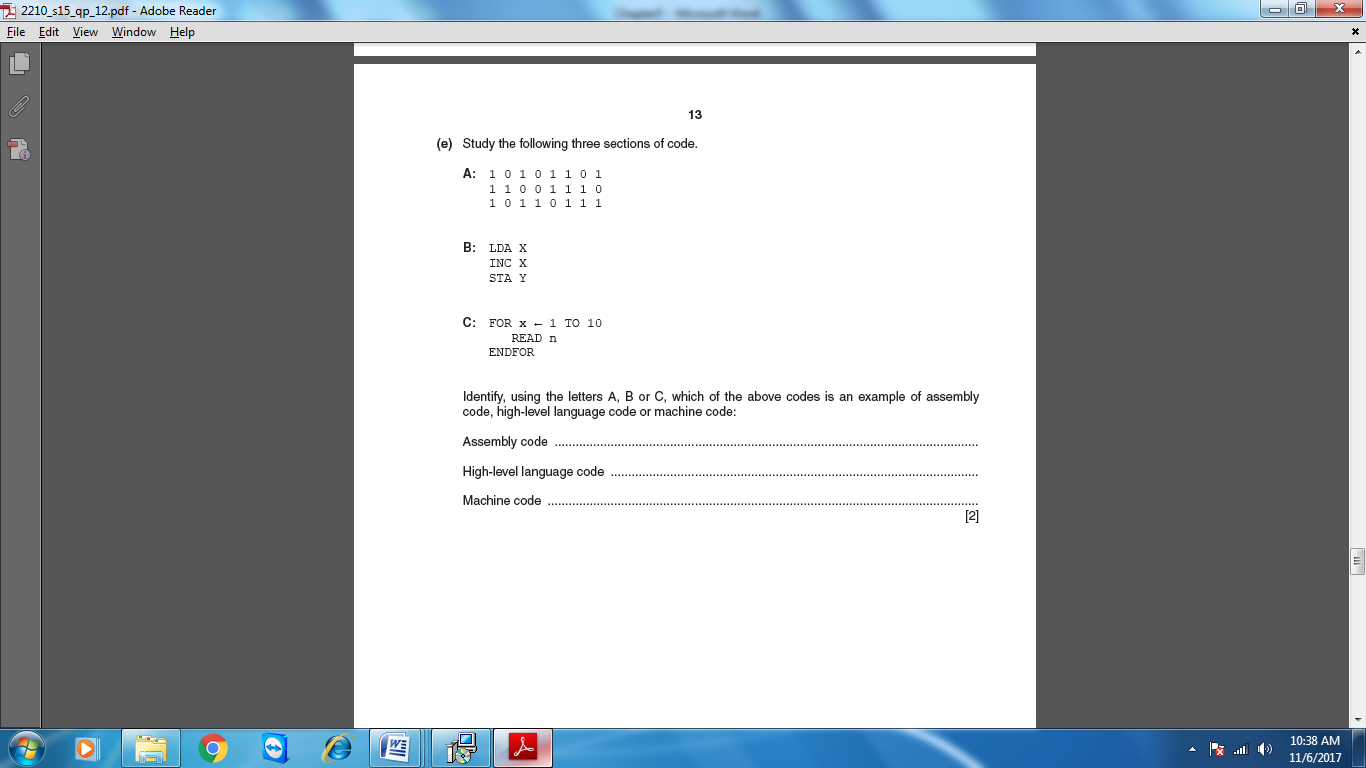 2210_s15_qp_12.pdf - Adobe Reader
Chapter7 - Microsoft Word
File Edit View Window Help
13
(e) Study the following three sections of code.
A: 1 0 1 0 1 1 0 1
1 1 0 0 1 1 1 0
1 0 1 1 0 1 1 1
B: LDA X
INC X
STA Y
C: FOR x ← 1 TO 10
READ n
ENDFOR
Identify, using the letters A, B or C, which of the above codes is an example of assembly
code, high-level language code or machine code:
Assembly code ........................................................................................................................
High-level language code ........................................................................................................
Machine code ..........................................................................................................................
[2]
10:38 AM
11/6/2017